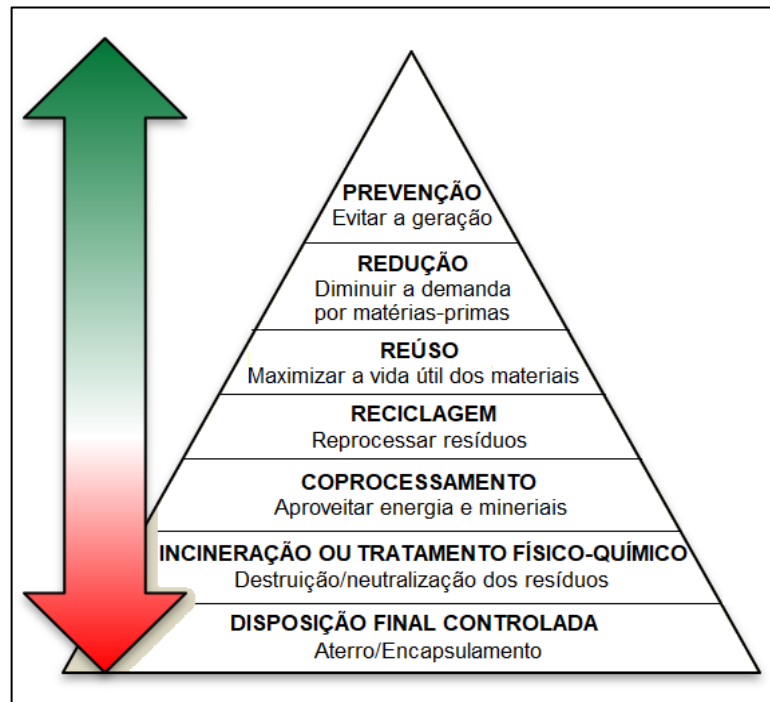 PREVENÇÃO
Evitar a geração
REDUÇÃO
Diminuir a demanda
por matérias-primas
REÚSO
Maximizar a vida útil dos materiais
RECICLAGEM
Reprocessar resíduos
COPROCESSAMENTO
Aproveitar energia e mineriais
INCINERAÇÃO OU TRATAMENTO FÍSICO-QUÍMICO
Destruição/neutralização dos resíduos
DISPOSIÇÃO FINAL CONTROLADA
Aterro/Encapsulamento